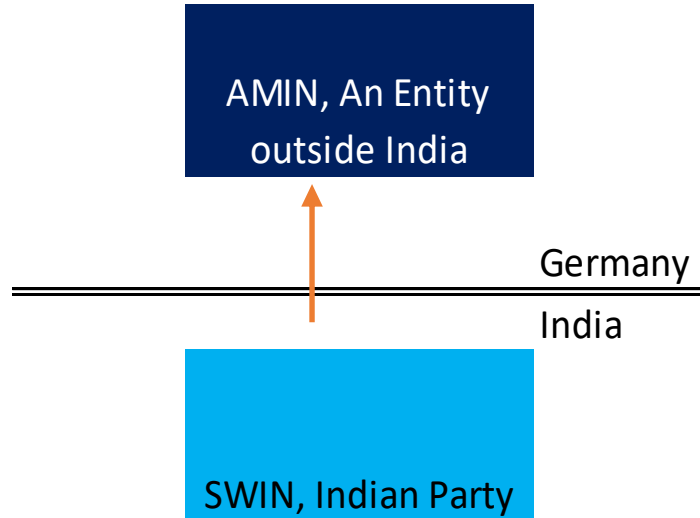 AMIN, An Entity
outside India
Germany
India
SWIN, Indian Party